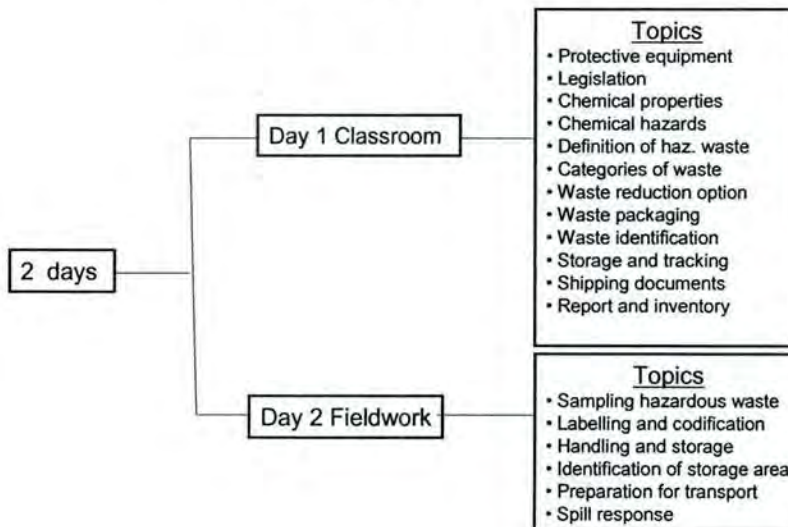 2 days
Day 1 Classroom
Topics
• Protective equipment
• Legislation
• Chemical properties
• Chemical hazards
• Definition of haz. waste
• Categories of waste
• Waste reduction option
• Waste packaging
• Waste identification
• Storage and tracking
• Shipping documents
• Report and inventory
Day 2 Fieldwork
Topics
• Sampling hazardous waste
• Labelling and codification
• Handling and storage
• Identification of storage area
• Preparation for transport
• Spill response